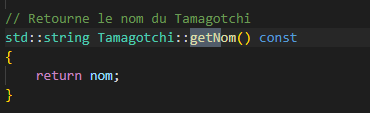 // Retourne le nom du Tamagotchi
std::string Tamagotchi::getNom() const
{
    return nom;
}